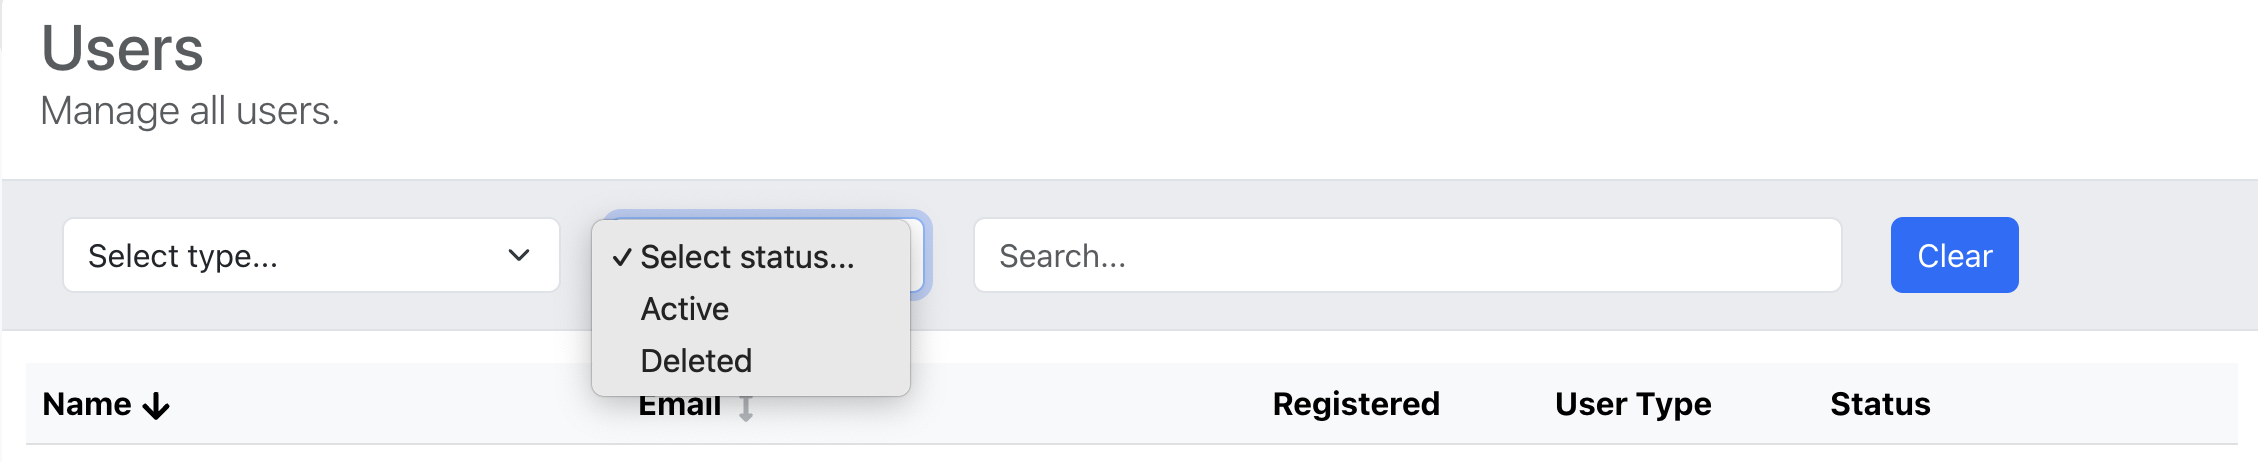 Users
Manage all users.
Select type...
✓ Select status...
Active
Deleted
Search...
Clear
Name Email Registered User Type Status